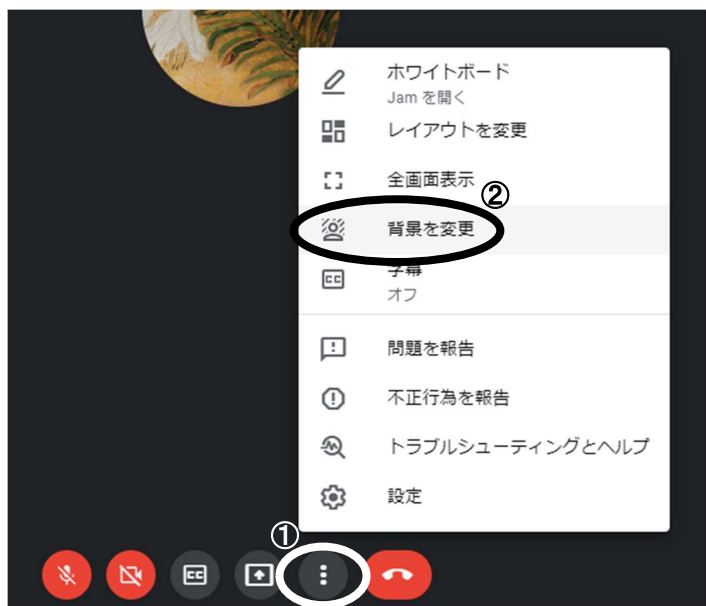 ホワイトボード
Jam を開く
レイアウトを変更
全画面表示
②
背景を変更
字幕
オフ
問題を報告
不正行為を報告
トラブルシューティングとヘルプ
設定
①
CC
CC